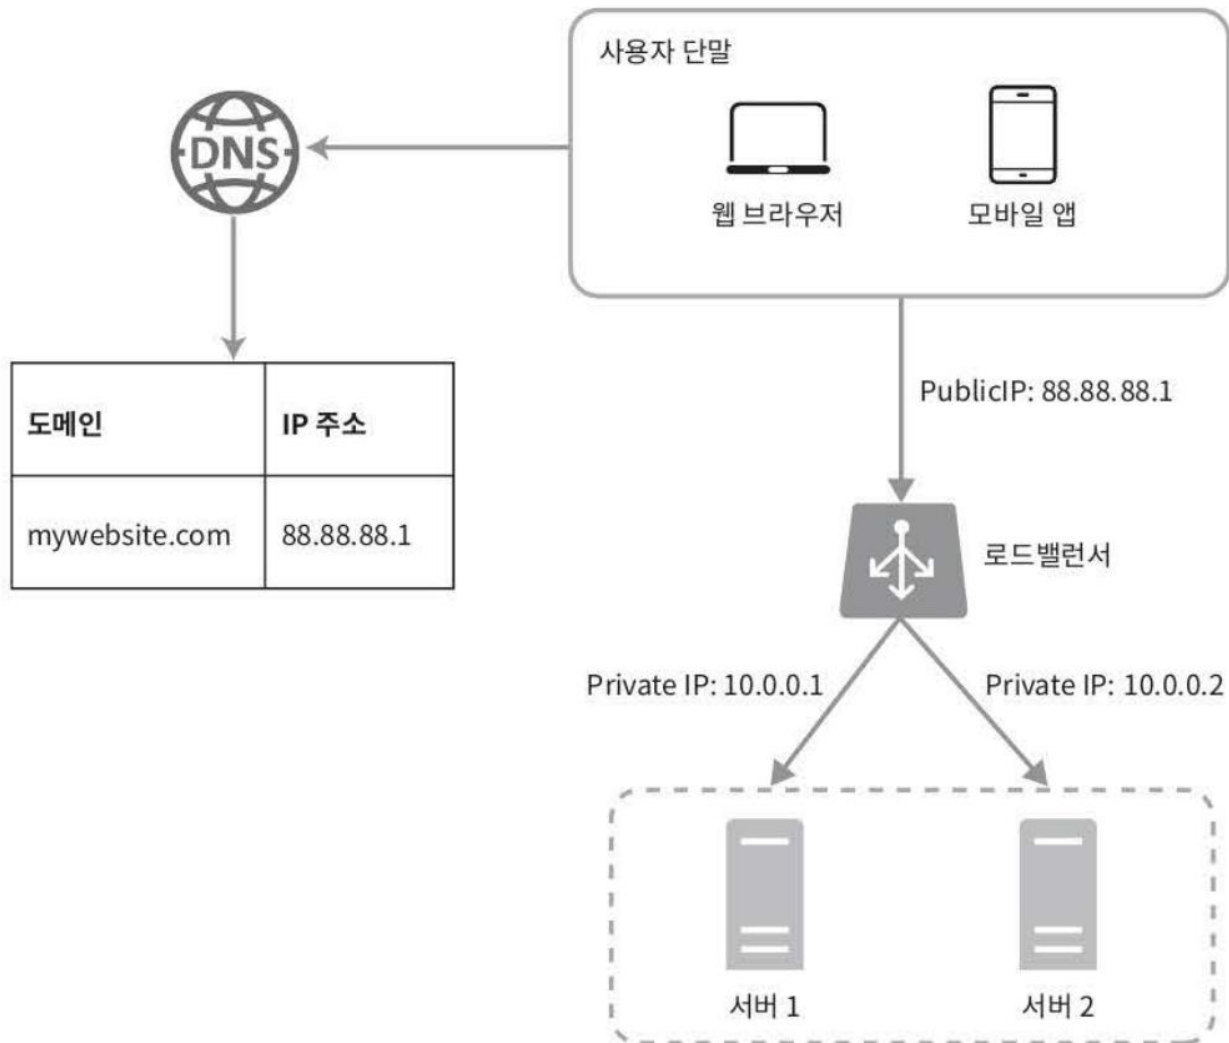 사용자 단말
DNS
웹 브라우저
모바일 앱
도메인
IP 주소
mywebsite.com
88.88.88.1
PublicIP: 88.88.88.1
로드밸런서
Private IP: 10.0.0.1
Private IP: 10.0.0.2
서버 1
서버 2